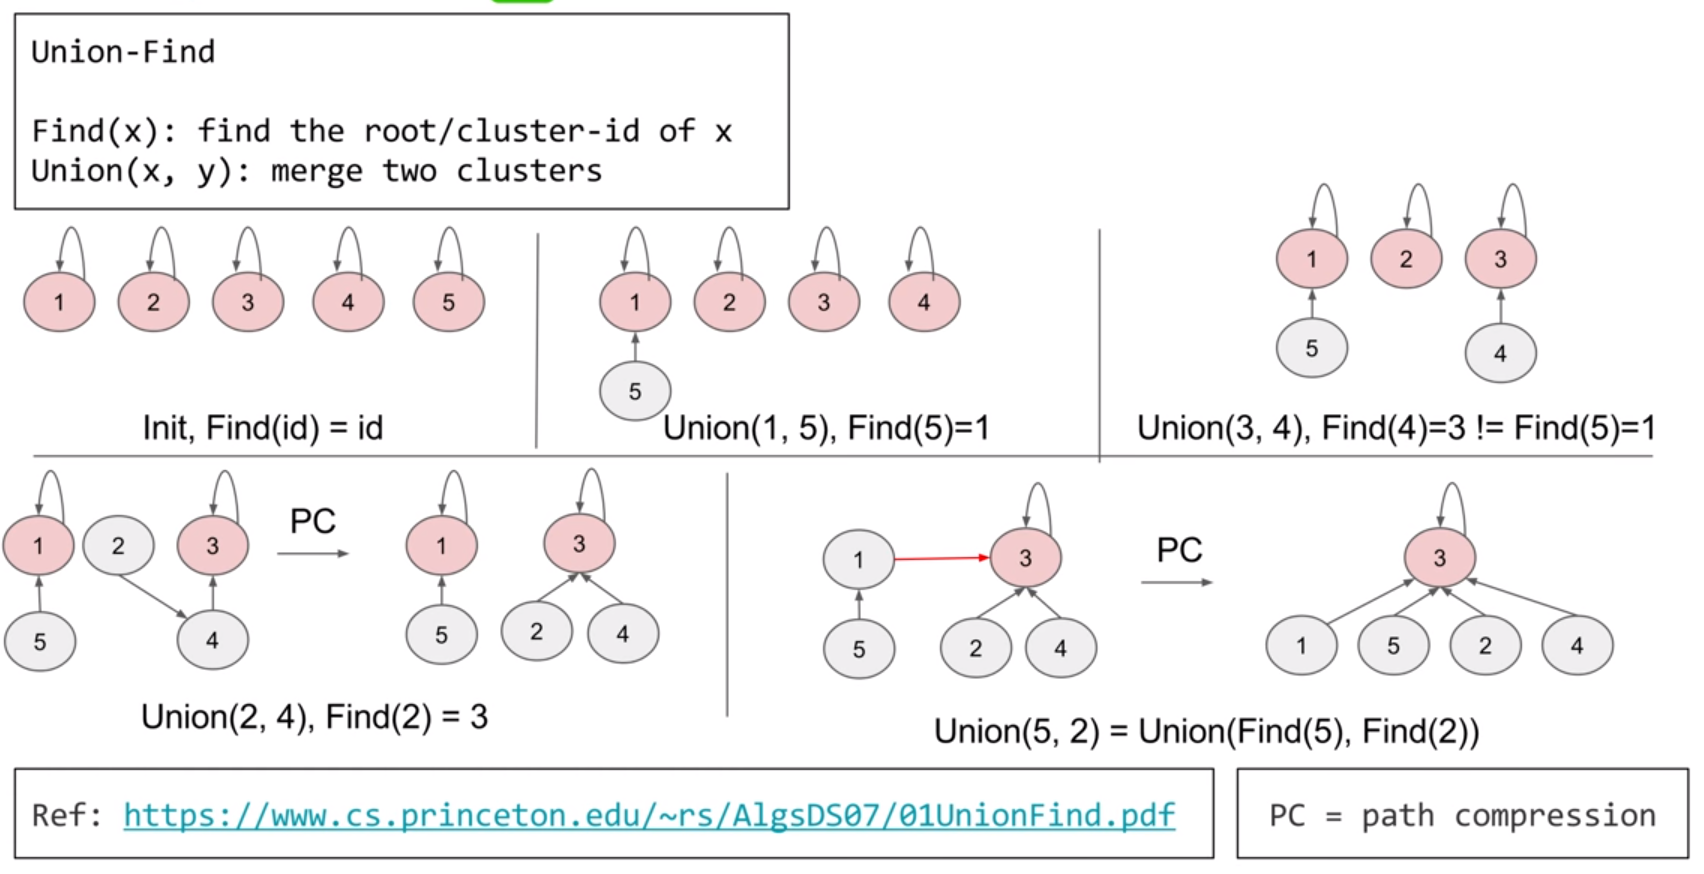 Union-Find
Find(x): find the root/cluster-id of x
Union(x, y): merge two clusters
1 2 3 4 5
Init, Find(id) = id
1 2 3 4
5
Union(1, 5), Find(5)=1
1 2 3
5 4
Union(3, 4), Find(4)=3 != Find(5)=1
1 2 3
5 4
PC
1 3
5 2 4
Union(2, 4), Find(2) = 3
1 3
5 2 4
PC
3
1 5 2 4
Union(5, 2) = Union(Find(5), Find(2))
Ref: https://www.cs.princeton.edu/~rs/AlgsDS07/01UnionFind.pdf
PC = path compression